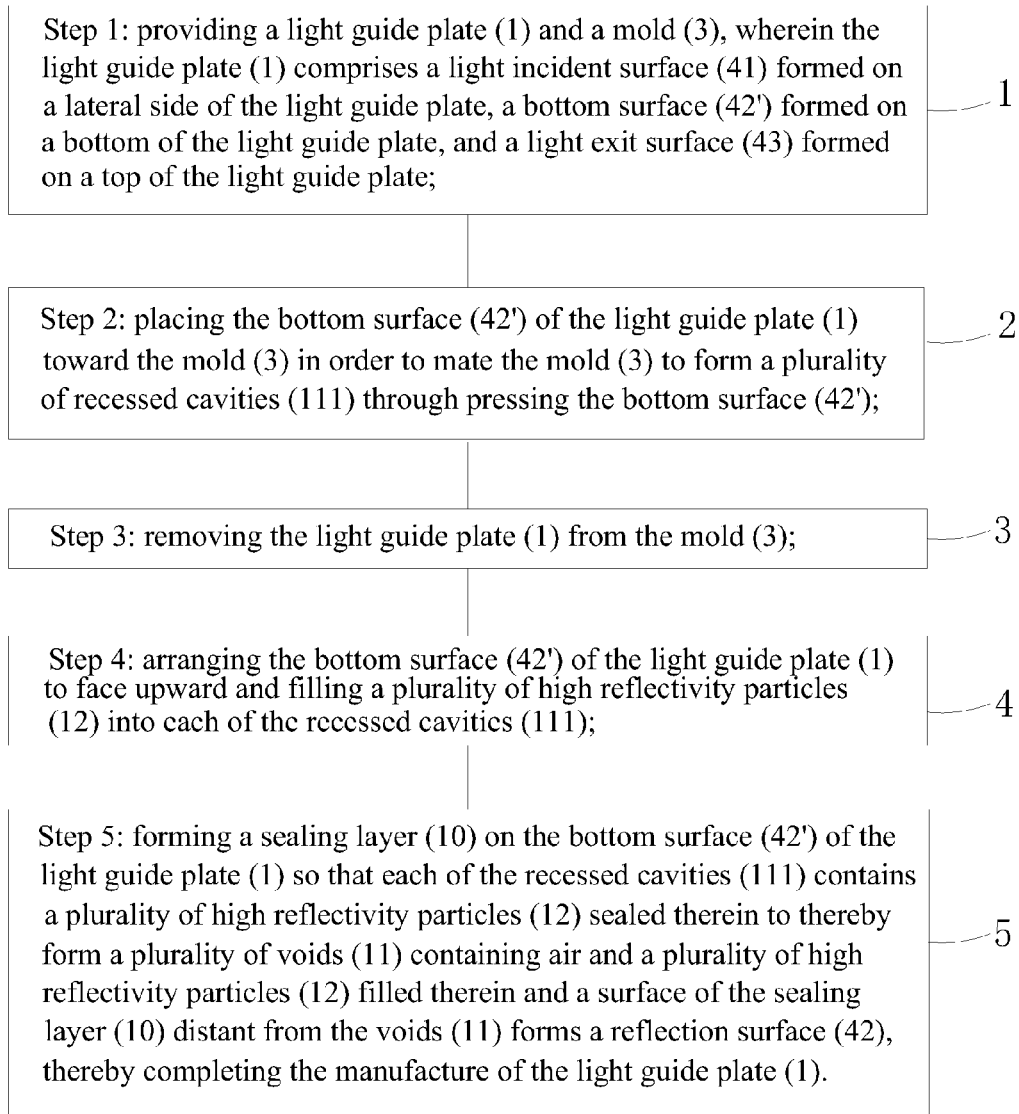 Step 1: providing a light guide plate (1) and a mold (3), wherein the
light guide plate (1) comprises a light incident surface (41) formed on
a lateral side of the light guide plate, a bottom surface (42') formed on
a bottom of the light guide plate, and a light exit surface (43) formed
on a top of the light guide plate;
1
Step 2: placing the bottom surface (42') of the light guide plate (1)
toward the mold (3) in order to mate the mold (3) to form a plurality
of recessed cavities (111) through pressing the bottom surface (42');
2
Step 3: removing the light guide plate (1) from the mold (3);
3
Step 4: arranging the bottom surface (42') of the light guide plate (1)
to face upward and filling a plurality of high reflectivity particles
(12) into each of the recessed cavities (111);
4
Step 5: forming a sealing layer (10) on the bottom surface (42') of the
light guide plate (1) so that each of the recessed cavities (111) contains
a plurality of high reflectivity particles (12) sealed therein to thereby
form a plurality of voids (11) containing air and a plurality of high
reflectivity particles (12) filled therein and a surface of the sealing
layer (10) distant from the voids (11) forms a reflection surface (42),
thereby completing the manufacture of the light guide plate (1).
5